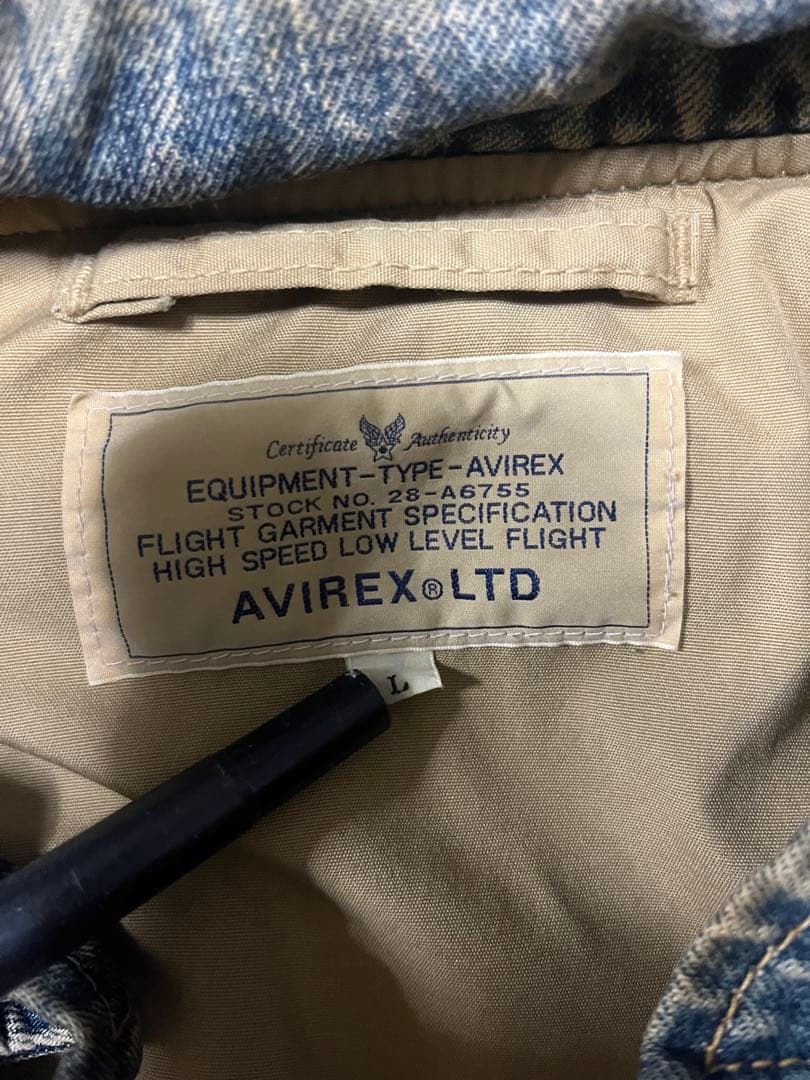 Certificate Authenticity
EQUIPMENT-TYPE-AVIREX
STOCK NO. 28-A6755
FLIGHT GARMENT SPECIFICATION
HIGH SPEED LOW LEVEL FLIGHT
AVIREX® LTD
L